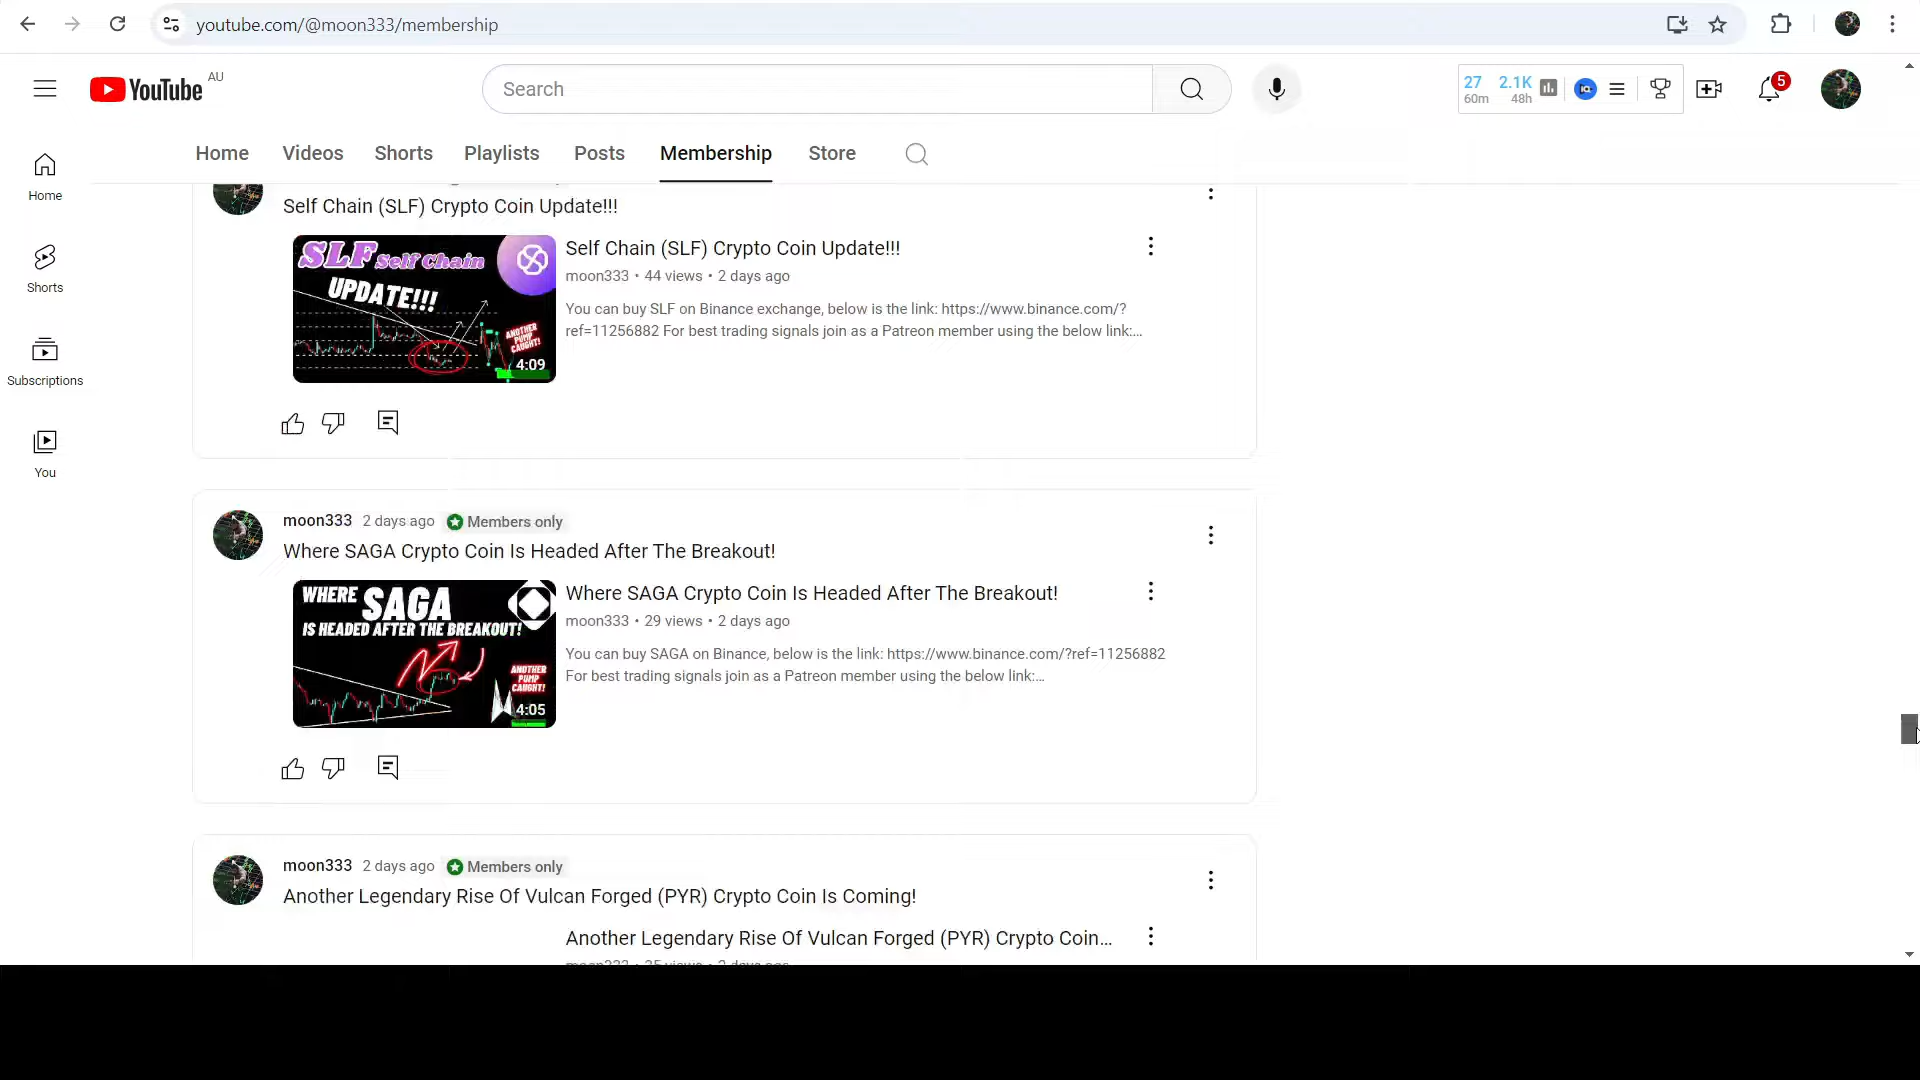 youtube.com/@moon333/membership
YouTube AU
Search
27 2.1K
60m 48h
5
Home Videos Shorts Playlists Posts Membership Store
Home
Shorts
Subscriptions
You
Self Chain (SLF) Crypto Coin Update!!!
SLF Self Chain
UPDATE!!!
ANOTHER
PUMP
CAUGHT!
4:09
Self Chain (SLF) Crypto Coin Update!!!
moon333 • 44 views • 2 days ago
You can buy SLF on Binance exchange, below is the link: https://www.binance.com/?
ref=11256882 For best trading signals join as a Patreon member using the below link:...
moon333 2 days ago Members only
Where SAGA Crypto Coin Is Headed After The Breakout!
WHERE SAGA
IS HEADED AFTER THE BREAKOUT!
ANOTHER
PUMP
CAUGHT!
4:05
Where SAGA Crypto Coin Is Headed After The Breakout!
moon333 • 29 views • 2 days ago
You can buy SAGA on Binance, below is the link: https://www.binance.com/?ref=11256882
For best trading signals join as a Patreon member using the below link:...
moon333 2 days ago Members only
Another Legendary Rise Of Vulcan Forged (PYR) Crypto Coin Is Coming!
Another Legendary Rise Of Vulcan Forged (PYR) Crypto Coin...